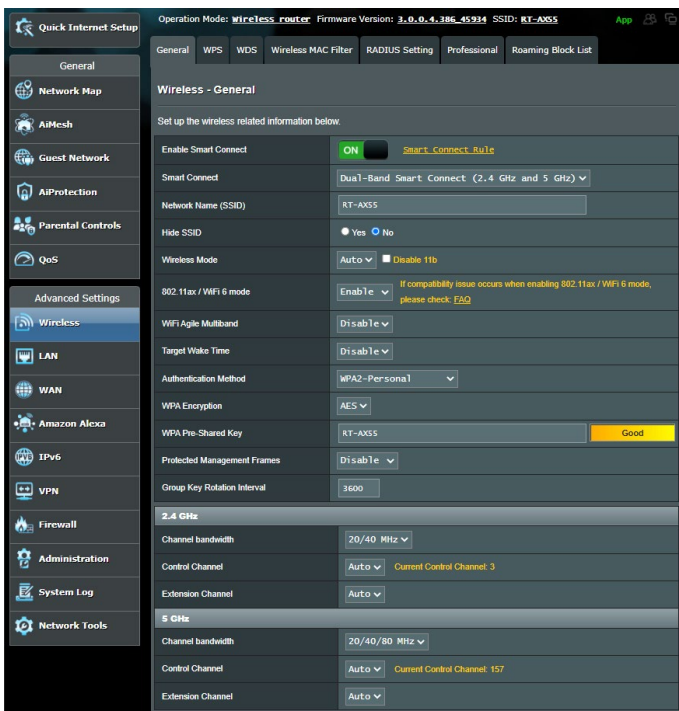 Quick Internet Setup
General
Network Map
AiMesh
Guest Network
AiProtection
Parental Controls
QoS
Advanced Settings
Wireless
LAN
WAN
Amazon Alexa
IPv6
VPN
Firewall
Administration
System Log
Network Tools
Operation Mode: Wireless router Firmware Version: 3.0.0.4.386_45934 SSID: RT-AX55 App
General WPS WDS Wireless MAC Filter RADIUS Setting Professional Roaming Block List
Wireless - General
Set up the wireless related information below.
Enable Smart Connect ON Smart Connect Rule
Smart Connect Dual-Band Smart Connect (2.4 GHz and 5 GHz)
Network Name (SSID) RT-AX55
Hide SSID Yes No
Wireless Mode Auto Disable 11b
802.11ax / WiFi 6 mode Enable If compatibility issue occurs when enabling 802.11ax / WiFi 6 mode,
please check: FAQ
WiFi Agile Multiband Disable
Target Wake Time Disable
Authentication Method WPA2-Personal
WPA Encryption AES
WPA Pre-Shared Key RT-AX55 Good
Protected Management Frames Disable
Group Key Rotation Interval 3600
2.4 GHz
Channel bandwidth 20/40 MHz
Control Channel Auto Current Control Channel: 3
Extension Channel Auto
5 GHz
Channel bandwidth 20/40/80 MHz
Control Channel Auto Current Control Channel: 157
Extension Channel Auto